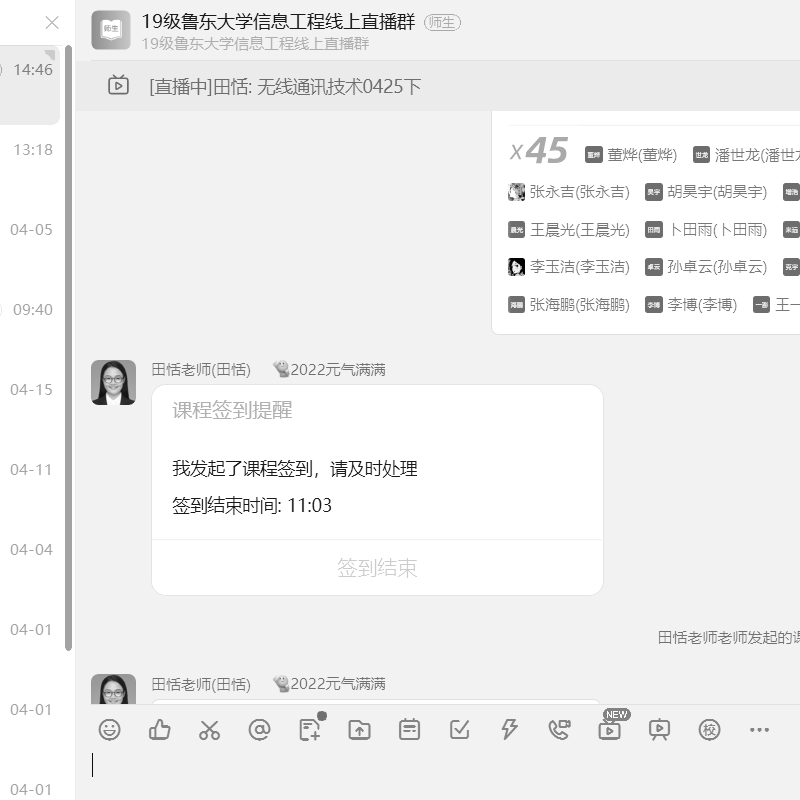 师生
19级鲁东大学信息工程线上直播群 师生
19级鲁东大学信息工程线上直播群
[直播中]田恬: 无线通讯技术0425下
14:46
13:18
04-05
09:40
04-15
04-11
04-04
04-01
04-01
04-01
x45 董烨 董烨(董烨) 世龙 潘世龙(潘世
张永吉(张永吉) 昊宇 胡昊宇(胡昊宇)
晨光 王晨光(王晨光) 田雨 卜田雨(卜田雨)
李玉洁(李玉洁) 卓云 孙卓云(孙卓云) 克宇
海鹏 张海鹏(张海鹏) 李博 李博(李博) 王一
田恬老师(田恬) 2022元气满满
课程签到提醒
我发起了课程签到，请及时处理
签到结束时间: 11:03
签到结束
田恬老师老师发起的课
田恬老师(田恬) 2022元气满满
NEW
校